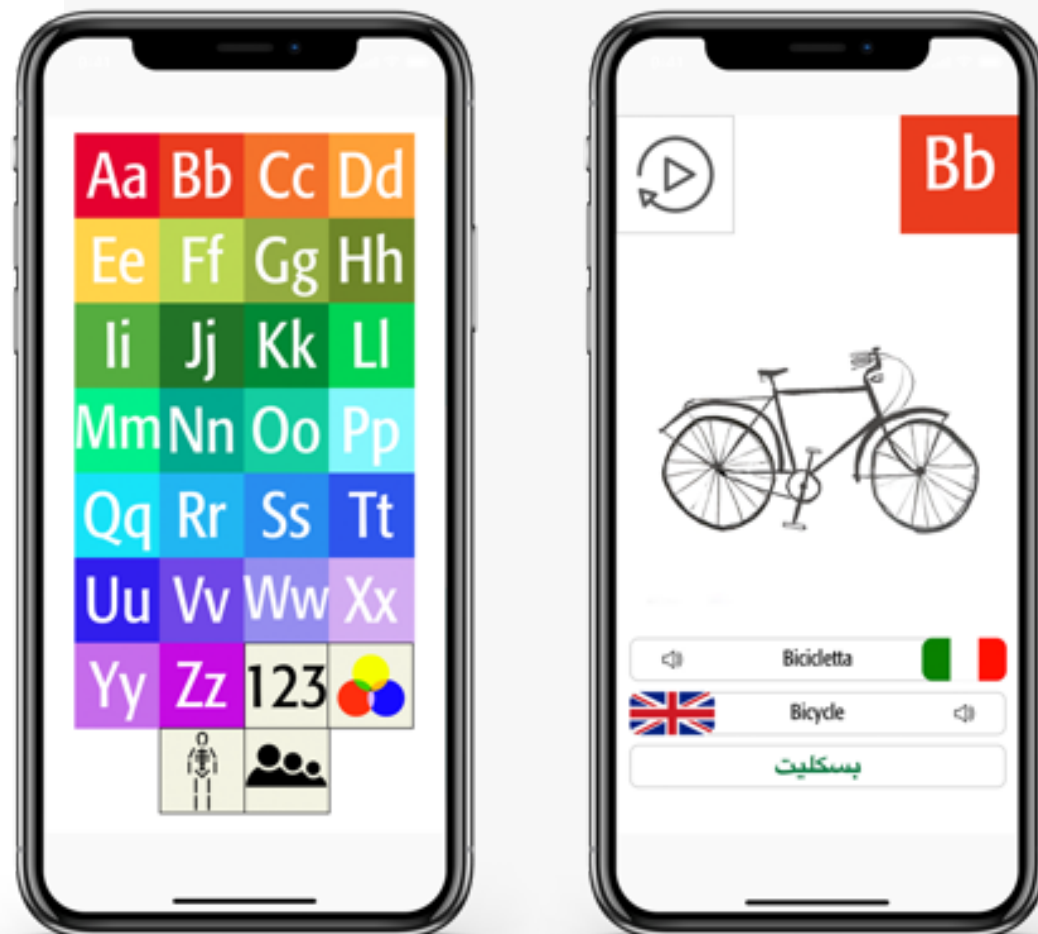 Aa Bb Cc Dd
Ee Ff Gg Hh
Ii Jj Kk Ll
Mm Nn Oo Pp
Qq Rr Ss Tt
Uu Vv Ww Xx
Yy Zz 123
Bb
Bicicletta
Bicycle
بسكليت